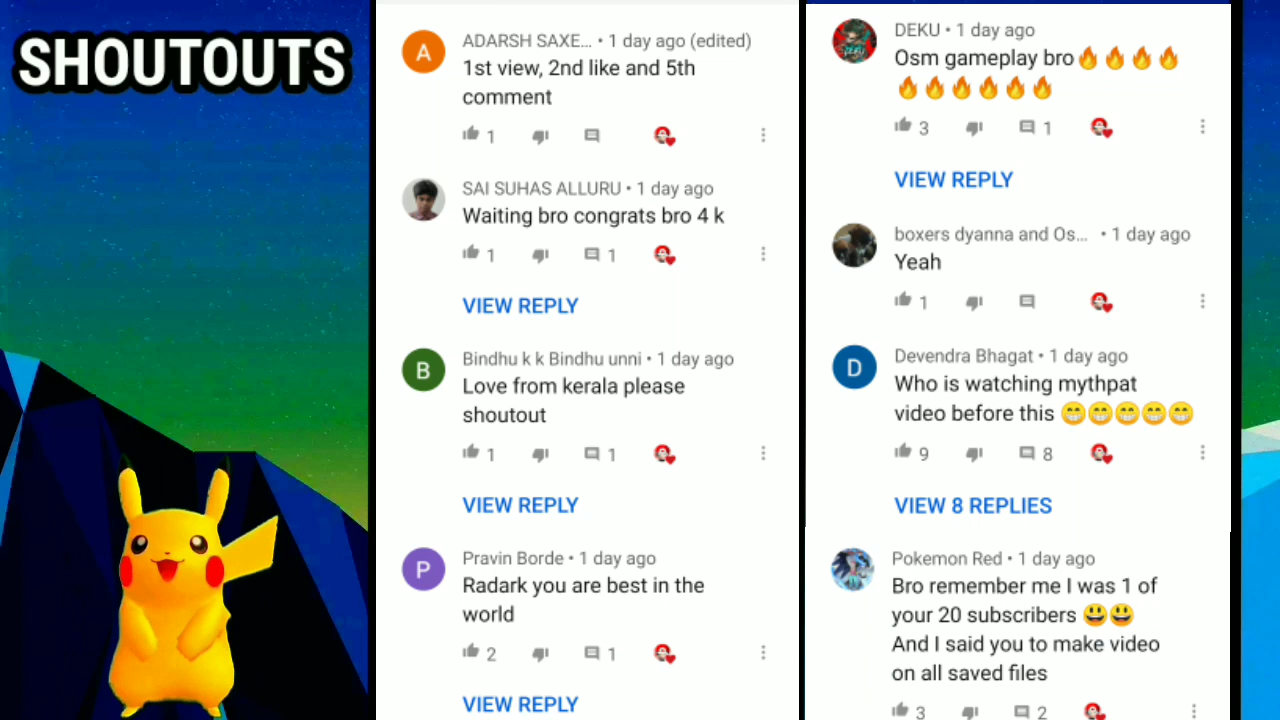 SHOUTOUTS
A
ADARSH SAXE... • 1 day ago (edited)
1st view, 2nd like and 5th
comment
1
SAI SUHAS ALLURU • 1 day ago
Waiting bro congrats bro 4 k
1 1
VIEW REPLY
B
Bindhu k k Bindhu unni • 1 day ago
Love from kerala please
shoutout
1 1
VIEW REPLY
P
Pravin Borde • 1 day ago
Radark you are best in the
world
2 1
VIEW REPLY
DEKU • 1 day ago
Osm gameplay bro🔥🔥🔥🔥
🔥🔥🔥🔥🔥🔥
3 1
VIEW REPLY
boxers dyanna and Os... • 1 day ago
Yeah
1
D
Devendra Bhagat • 1 day ago
Who is watching mythpat
video before this 😁😁😁😁😁
9 8
VIEW 8 REPLIES
Pokemon Red • 1 day ago
Bro remember me I was 1 of
your 20 subscribers 😃😃
And I said you to make video
on all saved files
3 2